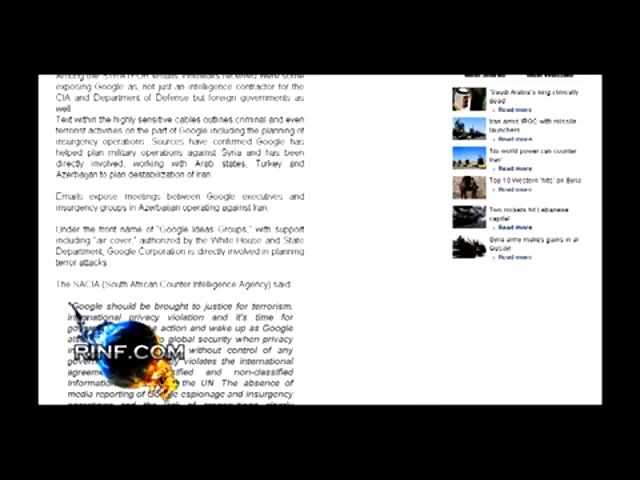 Among the STRATFOR emails Wikileaks received were some
exposing Google as, not just an intelligence contractor for the
CIA and Department of Defense but foreign governments as
well.
Text within the highly sensitive cables outlines criminal and even
terrorist activities on the part of Google including the planning of
insurgency operations. Sources have confirmed Google has
helped plan military operations against Syria and has been
directly involved, working with Arab states, Turkey and
Azerbaijan to plan destabilization of Iran.
Emails expose meetings between Google executives and
insurgency groups in Azerbaijan operating against Iran.
Under the front name of "Google Ideas Groups," with support
including "air cover," authorized by the White House and State
Department, Google Corporation is directly involved in planning
terror attacks.
The SACIA (South African Counter Intelligence Agency) said:
"Google should be brought to justice for terrorism,
international privacy violation and it's time for
action and wake up as Google
to global security when privacy
without control of any
violates the international
and non-classified
the UN. The absence of
media reporting of Google espionage and insurgency
RINF.COM
'Saudi Arabia's king clinically
dead'
Read more
Iran arms IRGC with missile
launchers
Read more
'No world power can counter
Iran'
Read more
Top 10 Western 'hits' on Syria
Read more
Two rockets hit Lebanese
capital
Read more
Syria army makes gains in al
Qusayr
Read more